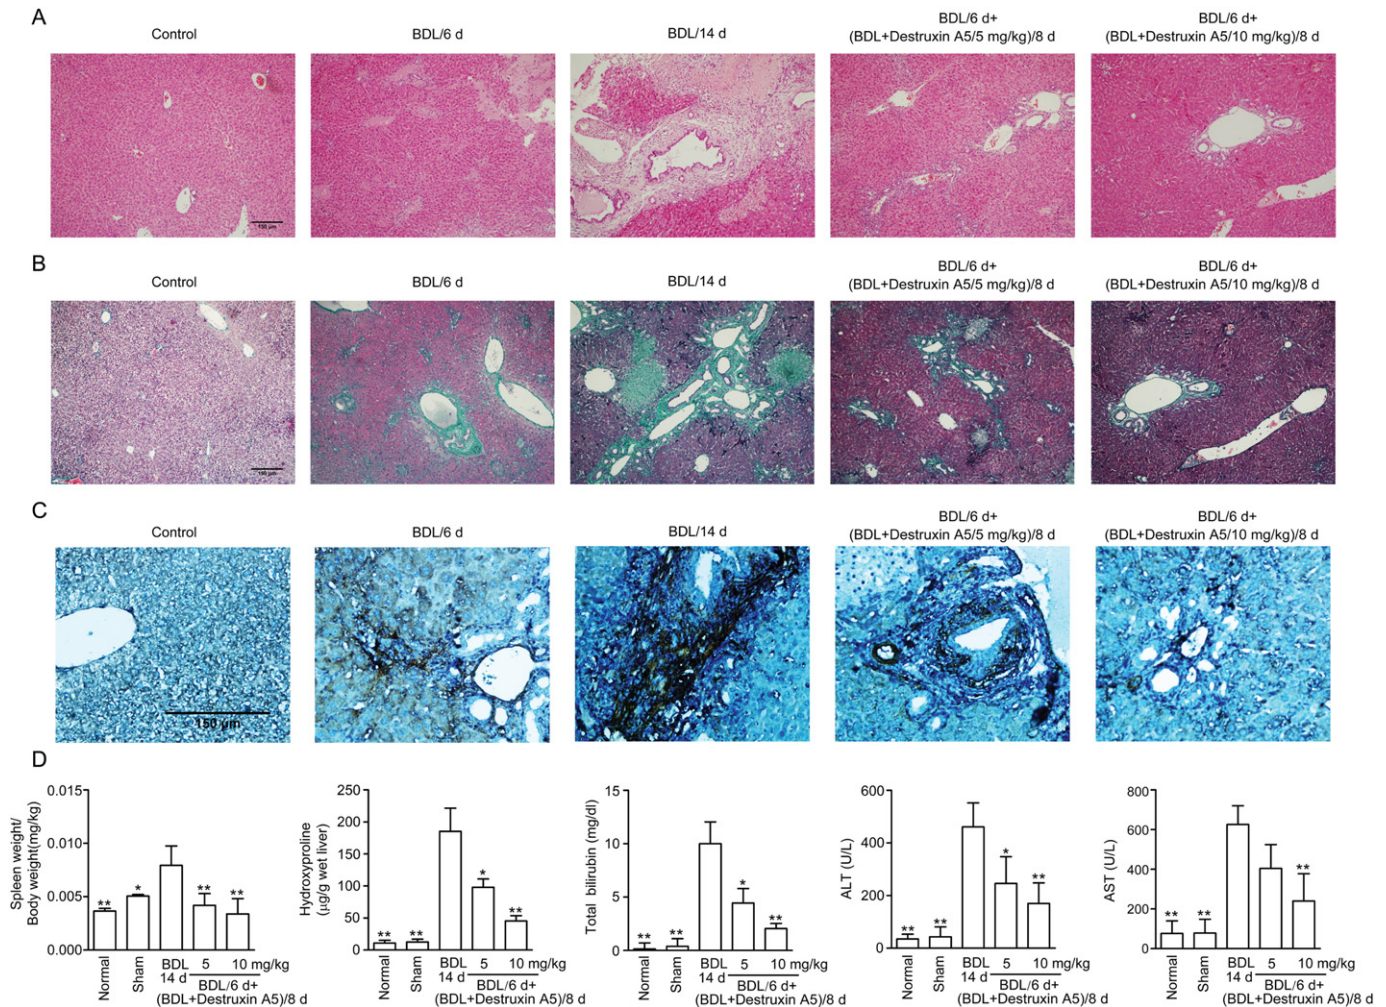 A
Control
BDL/6 d
BDL/14 d
BDL/6 d+
(BDL+Destruxin A5/5 mg/kg)/8 d
BDL/6 d+
(BDL+Destruxin A5/10 mg/kg)/8 d
150 μm
B
Control
BDL/6 d
BDL/14 d
BDL/6 d+
(BDL+Destruxin A5/5 mg/kg)/8 d
BDL/6 d+
(BDL+Destruxin A5/10 mg/kg)/8 d
150 μm
C
Control
BDL/6 d
BDL/14 d
BDL/6 d+
(BDL+Destruxin A5/5 mg/kg)/8 d
BDL/6 d+
(BDL+Destruxin A5/10 mg/kg)/8 d
150 μm
D
Spleen weight/
Body weight(mg/kg)
0.015
0.010
0.005
0.000
**
*
**
**
Normal
Sham
BDL
14 d
5
10 mg/kg
BDL/6 d+
(BDL+Destruxin A5)/8 d
Hydroxyproline
(μg/g wet liver)
250
200
150
100
50
0
**
**
*
**
Normal
Sham
BDL
14 d
5
10 mg/kg
BDL/6 d+
(BDL+Destruxin A5)/8 d
Total bilirubin (mg/dl)
15
10
5
0
**
**
*
**
Normal
Sham
BDL
14 d
5
10 mg/kg
BDL/6 d+
(BDL+Destruxin A5)/8 d
ALT (U/L)
600
400
200
0
**
**
*
**
Normal
Sham
BDL
14 d
5
10 mg/kg
BDL/6 d+
(BDL+Destruxin A5)/8 d
AST (U/L)
800
600
400
200
0
**
**
**
Normal
Sham
BDL
14 d
5
10 mg/kg
BDL/6 d+
(BDL+Destruxin A5)/8 d